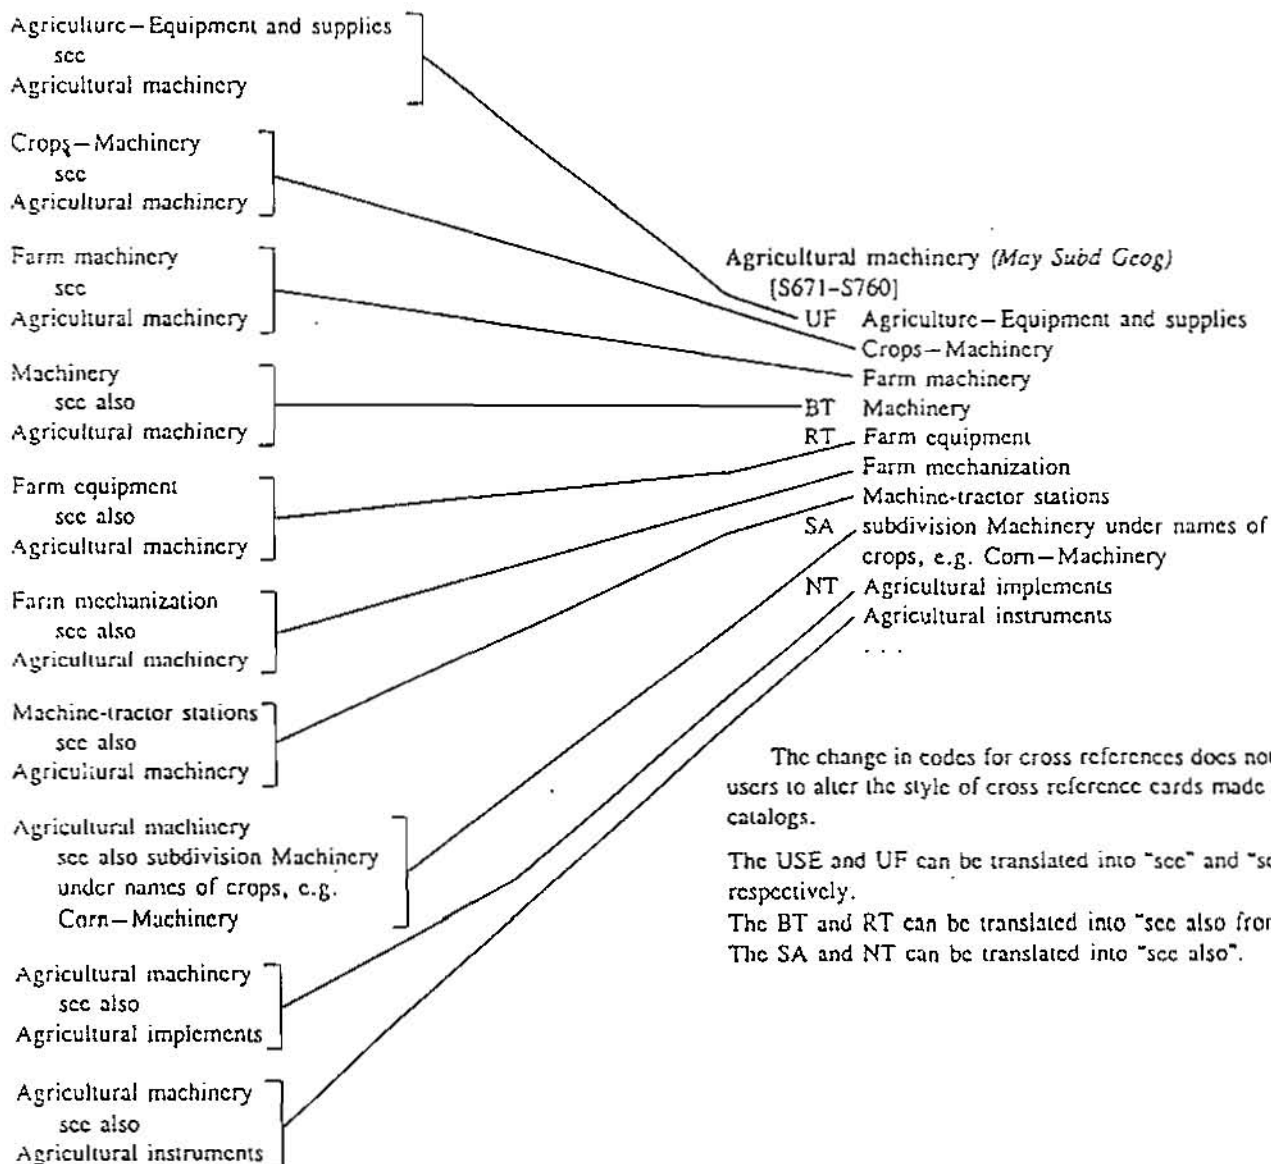 Agriculture—Equipment and supplies
see
Agricultural machinery
Crops—Machinery
see
Agricultural machinery
Farm machinery
see
Agricultural machinery
Machinery
see also
Agricultural machinery
Farm equipment
see also
Agricultural machinery
Farm mechanization
see also
Agricultural machinery
Machine-tractor stations
see also
Agricultural machinery
Agricultural machinery
see also subdivision Machinery
under names of crops, e.g.
Corn—Machinery
Agricultural machinery
see also
Agricultural implements
Agricultural machinery
see also
Agricultural instruments
Agricultural machinery (May Subd Geog)
[S671-S760]
UF Agriculture—Equipment and supplies
Crops—Machinery
Farm machinery
BT Machinery
RT Farm equipment
Farm mechanization
Machine-tractor stations
SA subdivision Machinery under names of
crops, e.g. Corn—Machinery
NT Agricultural implements
Agricultural instruments
. . .
The change in codes for cross references does not
users to alter the style of cross reference cards made
catalogs.
The USE and UF can be translated into "see" and
respectively.
The BT and RT can be translated into "see also
The SA and NT can be translated into "see also".